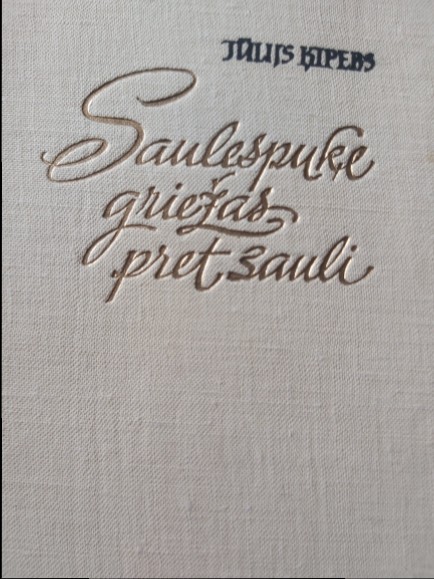 JŪLIJS ĶIPERS
Saulespuķe
griežas
pret sauli